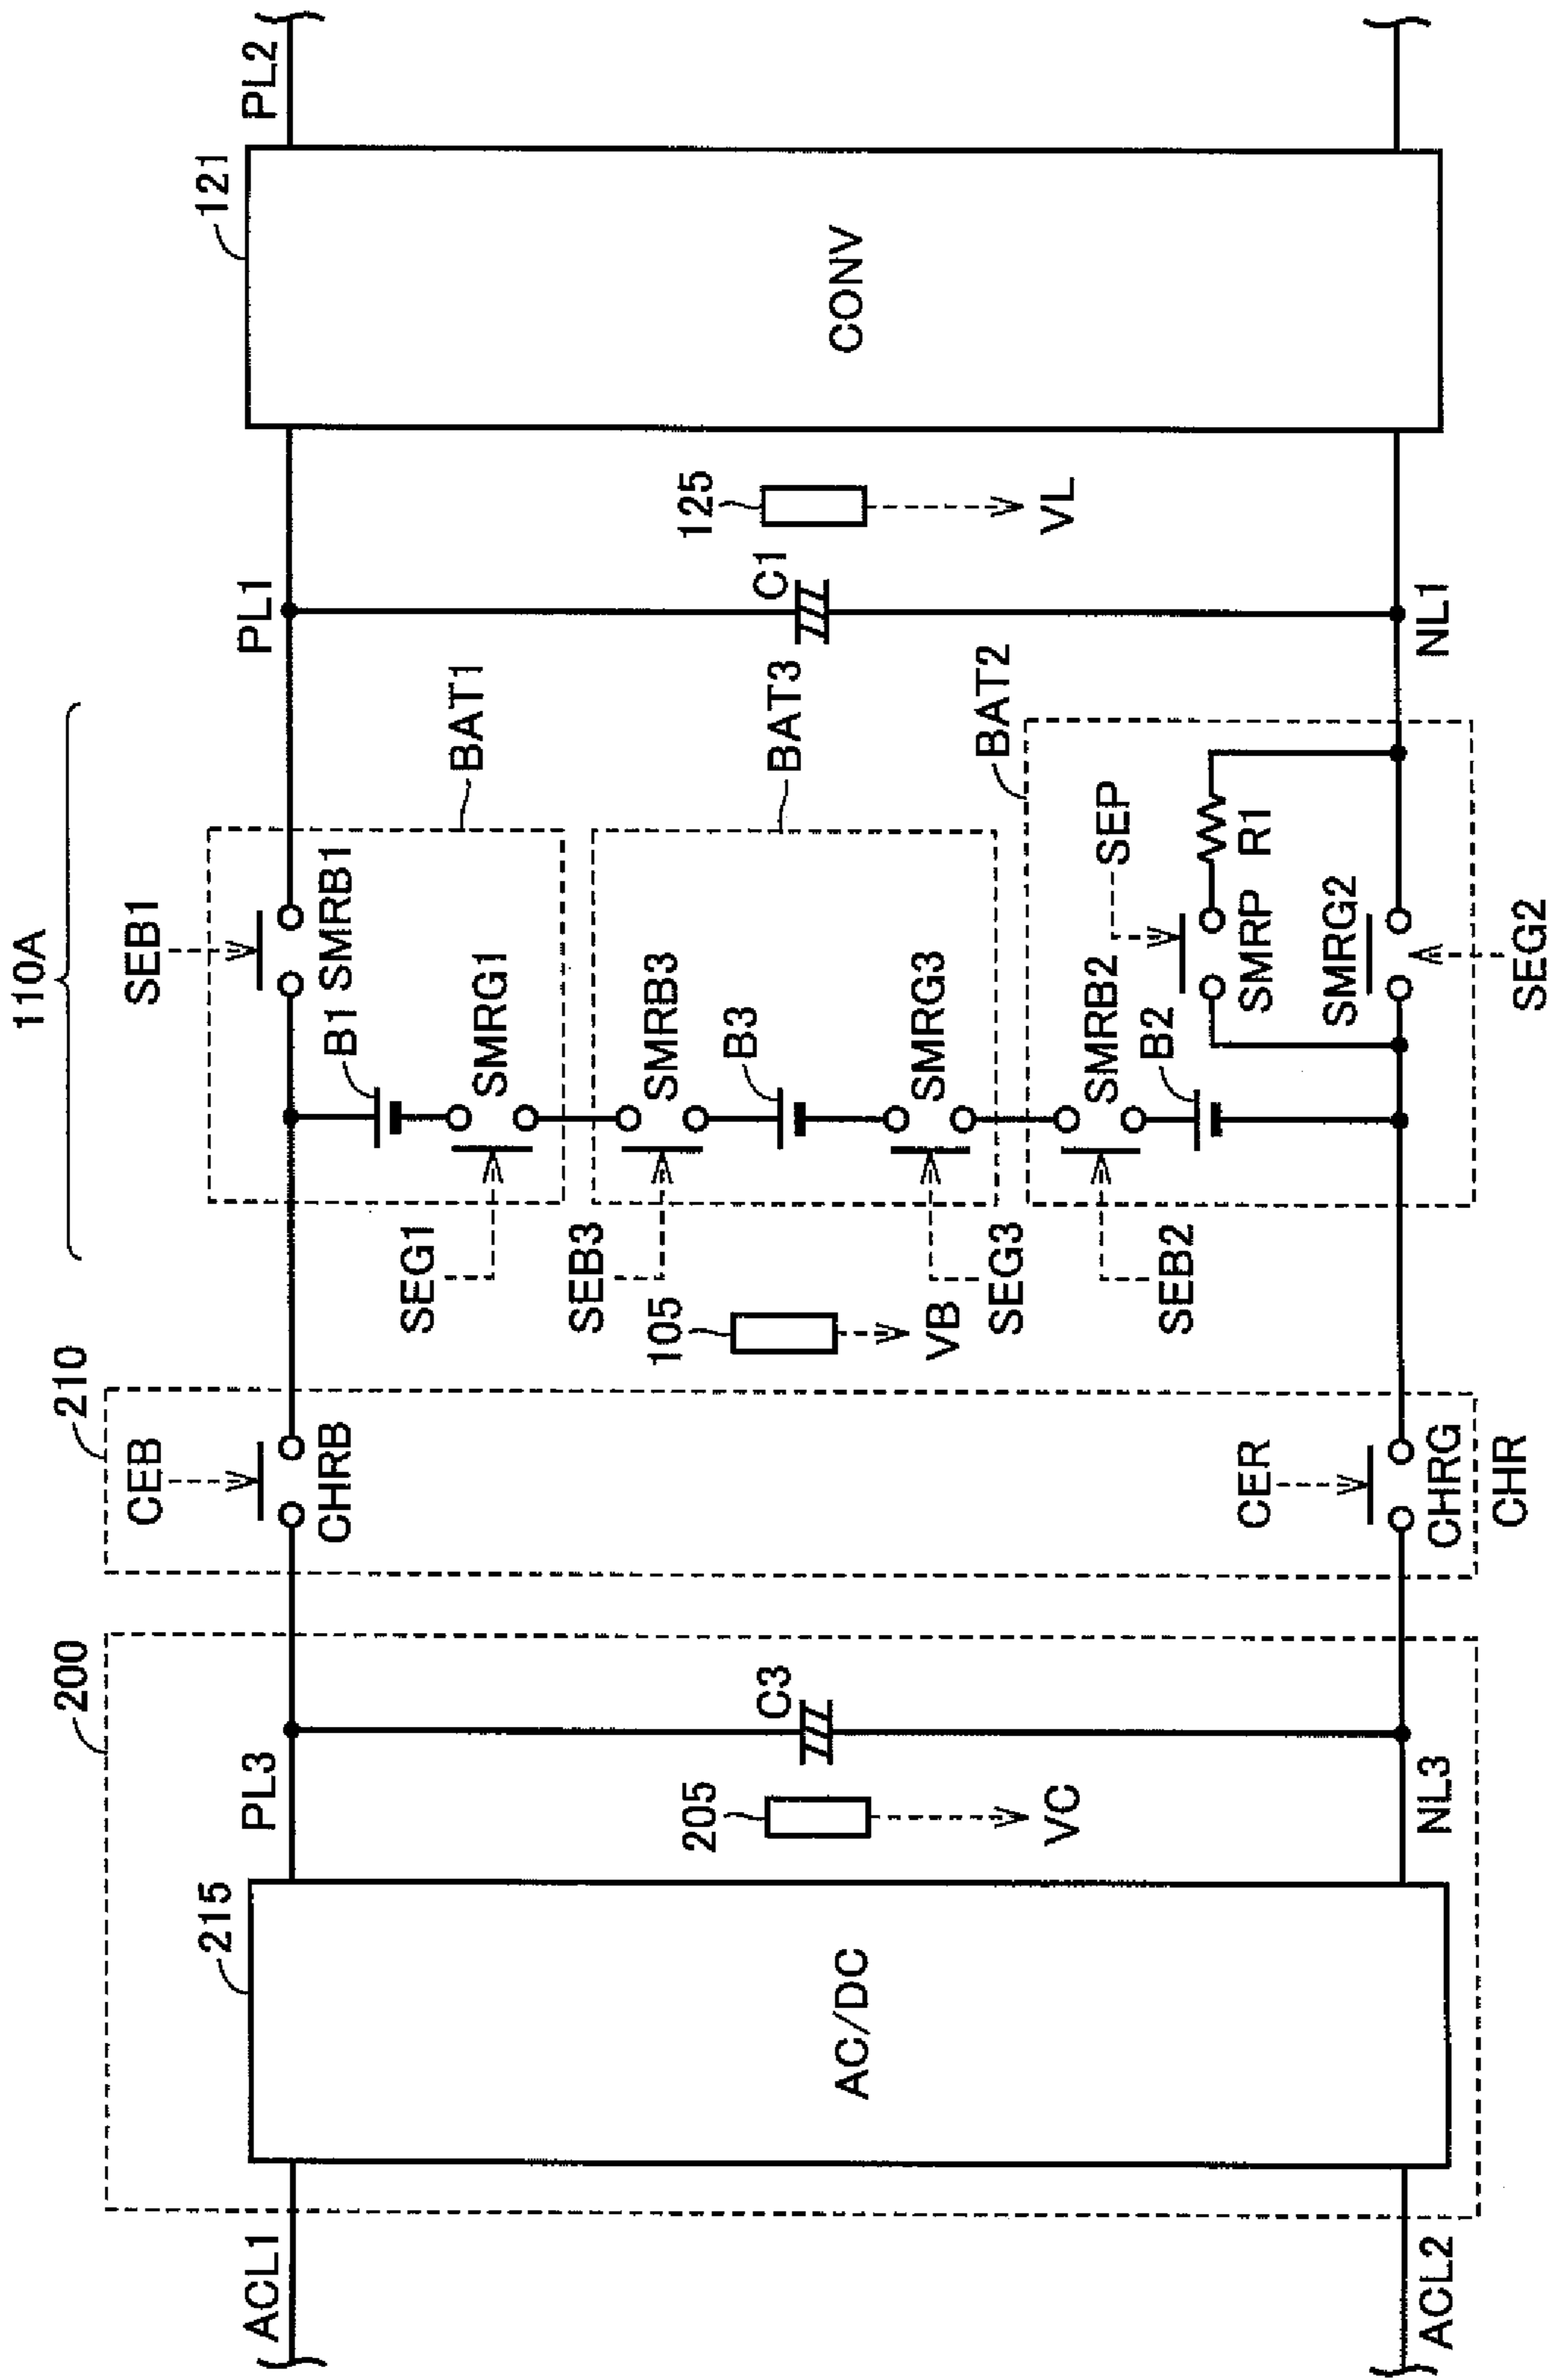 110A
SEB1
SMRB1
BAT1
B1
SMRG1
SEG1
BAT3
SMRB3
B3
SMRG3
SEB3
SEG3
BAT2
SEP
R1
SMRP
SMRB2
B2
SMRG2
SEB2
SEG2
PL1
C1
NL1
125
VL
121
CONV
PL2
105
VB
210
CEB
CHRB
CER
CHRG
CHR
200
PL3
C3
205
VC
NL3
215
AC/DC
ACL1
ACL2